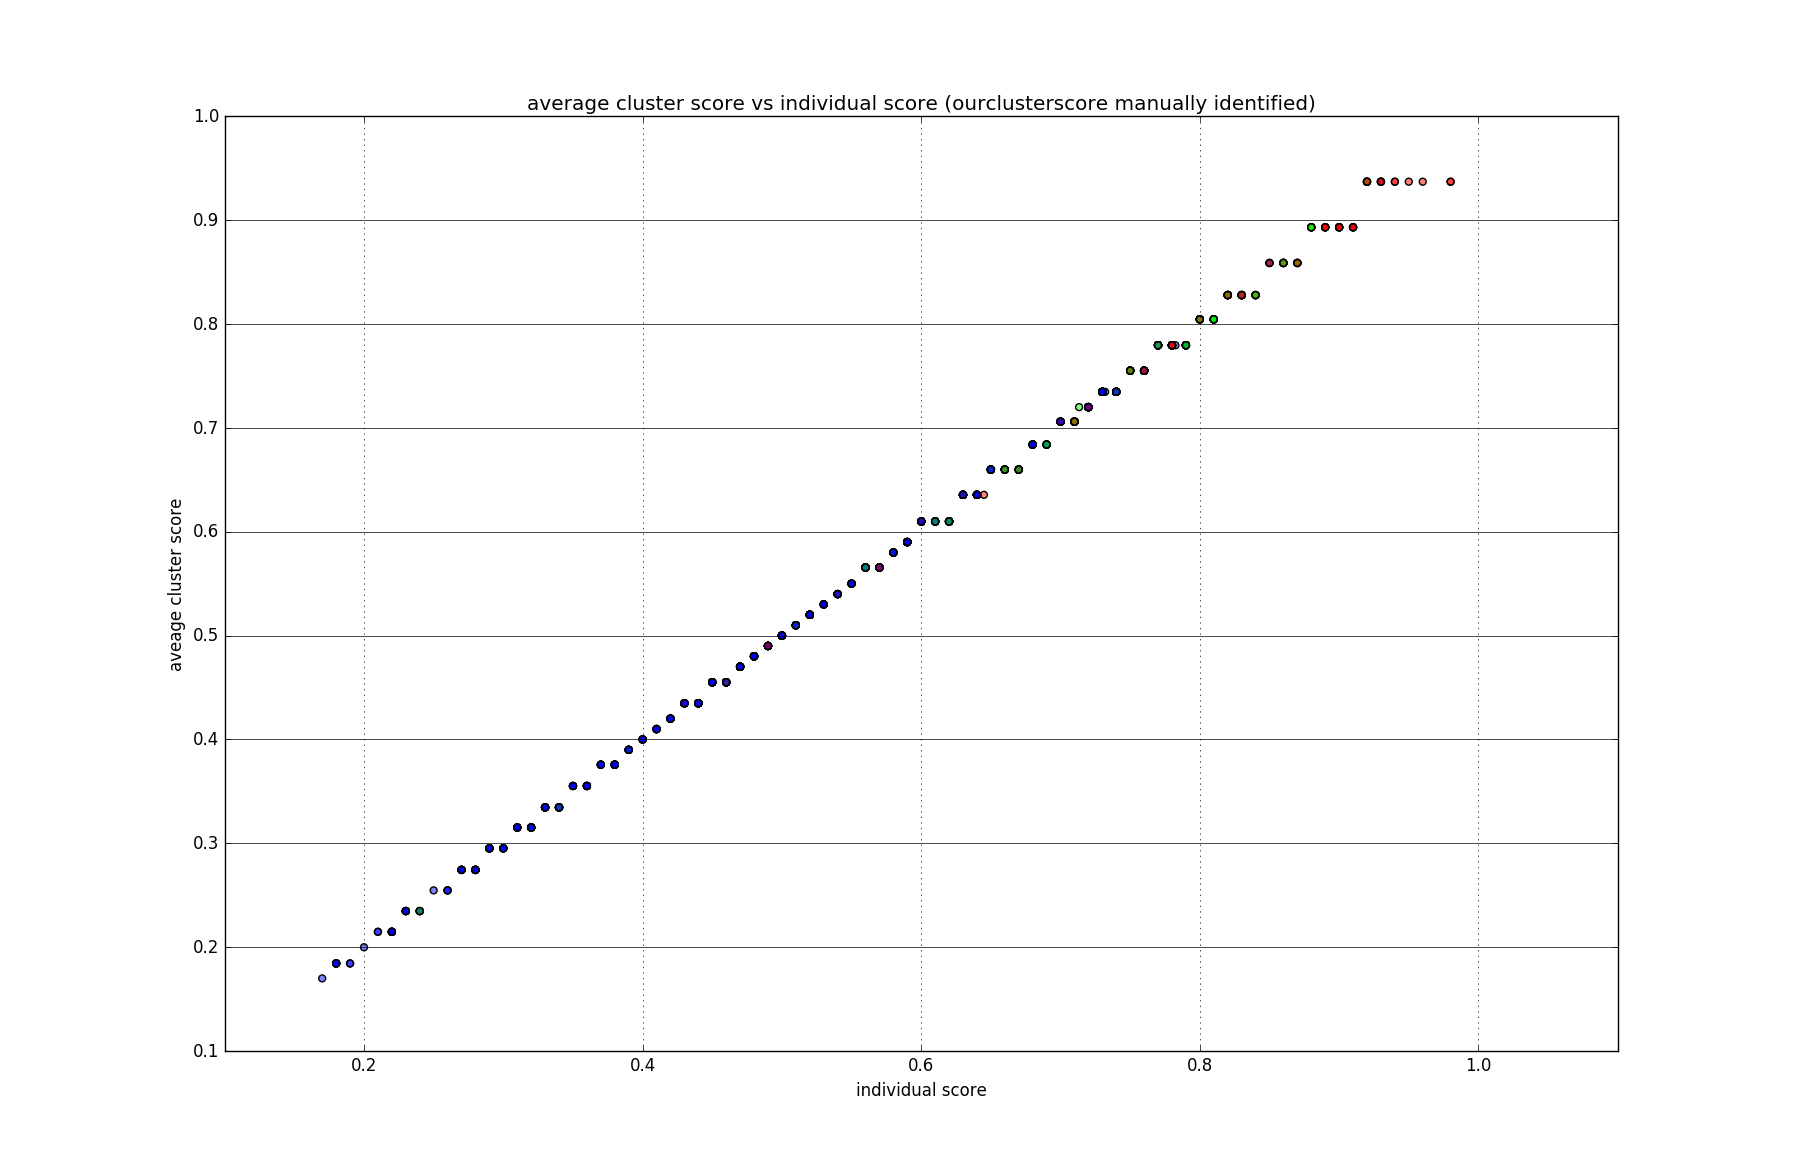 average cluster score vs individual score (ourclusterscore manually identified)
1.0
0.9
0.8
0.7
0.6
0.5
0.4
0.3
0.2
0.1
aveage cluster score
0.2 0.4 0.6 0.8 1.0
individual score